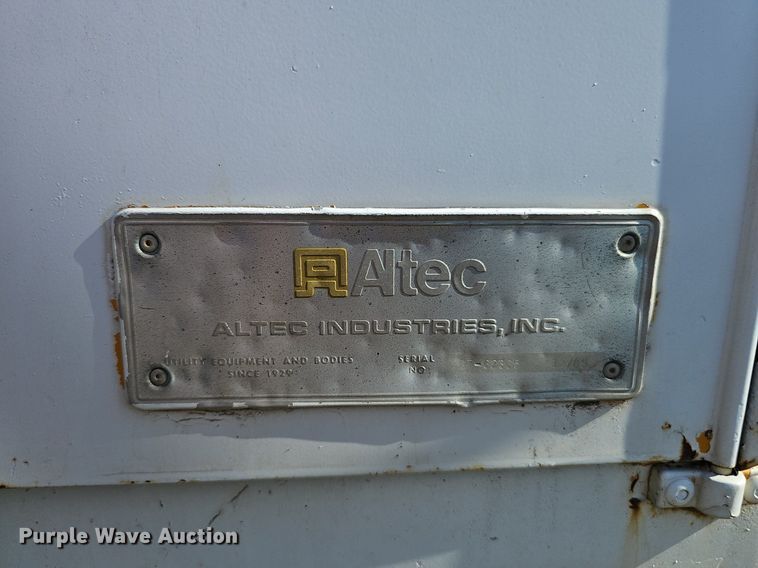 Altec
ALTEC INDUSTRIES, INC.
UTILITY EQUIPMENT AND BODIES SERIAL
SINCE 1929 NO.
Purple Wave Auction